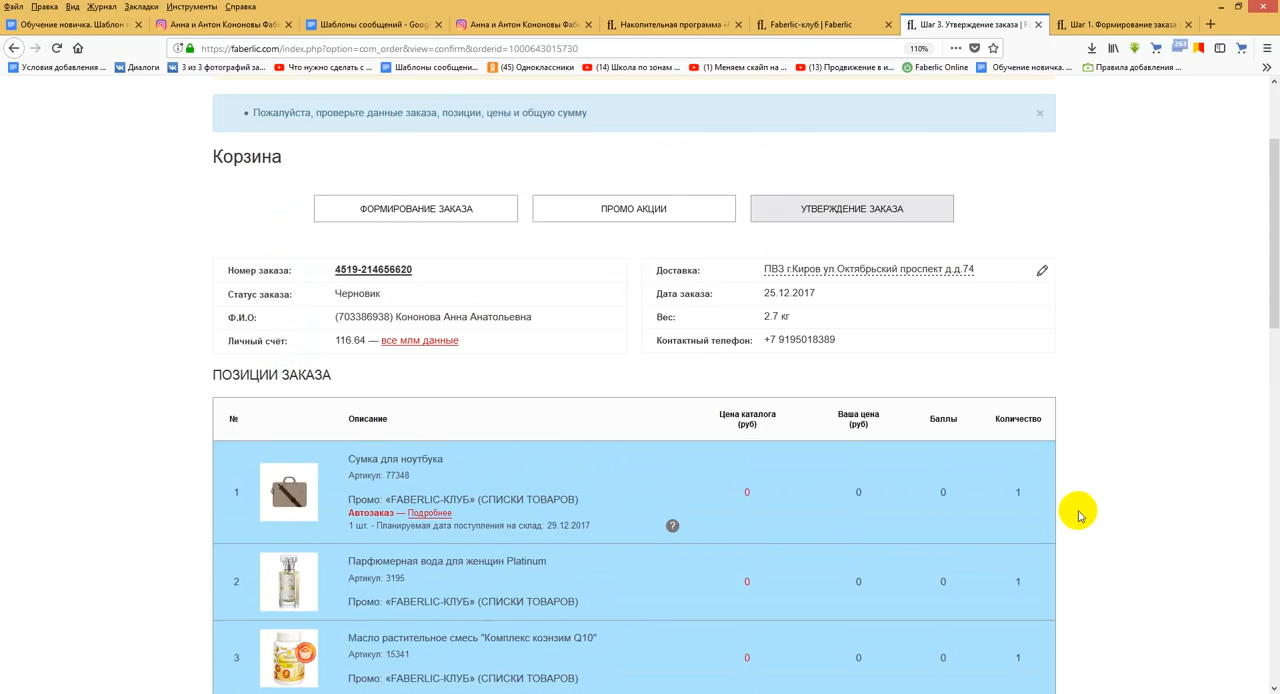 Файл Правка Вид Журнал Закладки Инструменты Справка
Обучение новичка. Шаблон п
Анна и Антон Кононовы Фаб
Шаблоны сообщений - Goog
Анна и Антон Кононовы Фаб
Накопительная программа «
Faberlic-клуб | Faberlic
Шаг 3. Утверждение заказа | F
Шаг 1. Формирование заказа
https://faberlic.com/index.php?option=com_order&view=confirm&orderid=1000643015730
110%
263
Условия добавления ...
Диалоги
3 из 3 фотографий за...
Что нужно сделать с ...
Шаблоны сообщени...
(45) Одноклассники
(14) Школа по зонам ...
(1) Меняем скайп на ...
(13) Продвижение в и...
Faberlic Online
Обучение новичка. ...
Правила добавления ...
Пожалуйста, проверьте данные заказа, позиции, цены и общую сумму
Корзина
ФОРМИРОВАНИЕ ЗАКАЗА
ПРОМО АКЦИИ
УТВЕРЖДЕНИЕ ЗАКАЗА
Номер заказа: 4519-214656620
Статус заказа: Черновик
Ф.И.О: (703386938) Кононова Анна Анатольевна
Личный счёт: 116.64 — все млм данные
Доставка: ПВЗ г.Киров ул.Октябрьский проспект д.д.74
Дата заказа: 25.12.2017
Вес: 2.7 кг
Контактный телефон: +7 9195018389
ПОЗИЦИИ ЗАКАЗА
№ Описание Цена каталога (руб) Ваша цена (руб) Баллы Количество
Сумка для ноутбука
Артикул: 77348
1 0 0 0 1
Промо: «FABERLIC-КЛУБ» (СПИСКИ ТОВАРОВ)
Автозаказ — Подробнее
1 шт. - Планируемая дата поступления на склад: 29.12.2017 ?
Парфюмерная вода для женщин Platinum
Артикул: 3195
2 0 0 0 1
Промо: «FABERLIC-КЛУБ» (СПИСКИ ТОВАРОВ)
Масло растительное смесь "Комплекс коэнзим Q10"
Артикул: 15341
3 0 0 0 1
Промо: «FABERLIC-КЛУБ» (СПИСКИ ТОВАРОВ)